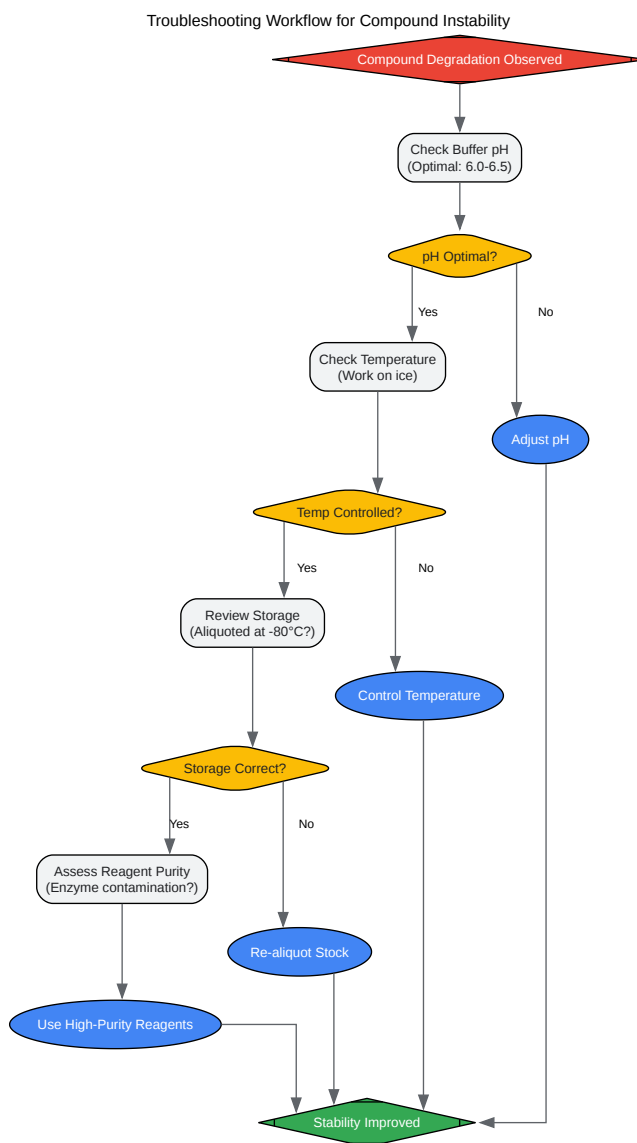 Troubleshooting Workflow for Compound Instability
Compound Degradation Observed
Check Buffer pH
(Optimal: 6.0-6.5)
pH Optimal?
Yes
No
Check Temperature
(Work on ice)
Adjust pH
Temp Controlled?
Yes
No
Review Storage
(Aliquoted at -80°C?)
Control Temperature
Storage Correct?
Yes
No
Assess Reagent Purity
(Enzyme contamination?)
Re-aliquot Stock
Use High-Purity Reagents
Stability Improved